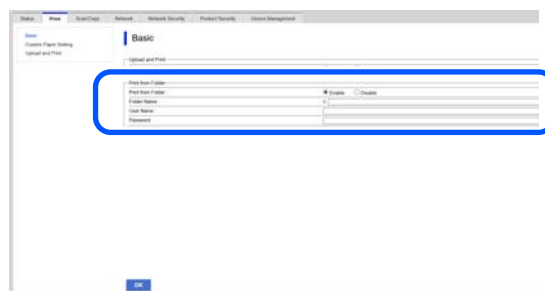 Status Print Scan/Copy Network Network Security Product Security Device Management
Basic
Custom Paper Setting
Upload and Print
Basic
Upload and Print
Print from Folder
Print from Folder Enable Disable
Folder Name
User Name
Password
OK